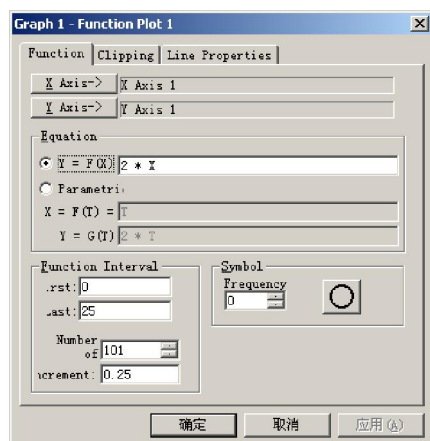 Graph 1 - Function Plot 1
Function Clipping Line Properties
X Axis-> X Axis 1
Y Axis-> Y Axis 1
Equation
Y = F(X) 2 * X
Parametri
X = F(T) = T
Y = G(T) 2 * T
Function Interval
.rst: 0
.ast: 25
Number of 101
crement: 0.25
Symbol
Frequency
0
确定 取消 应用(A)